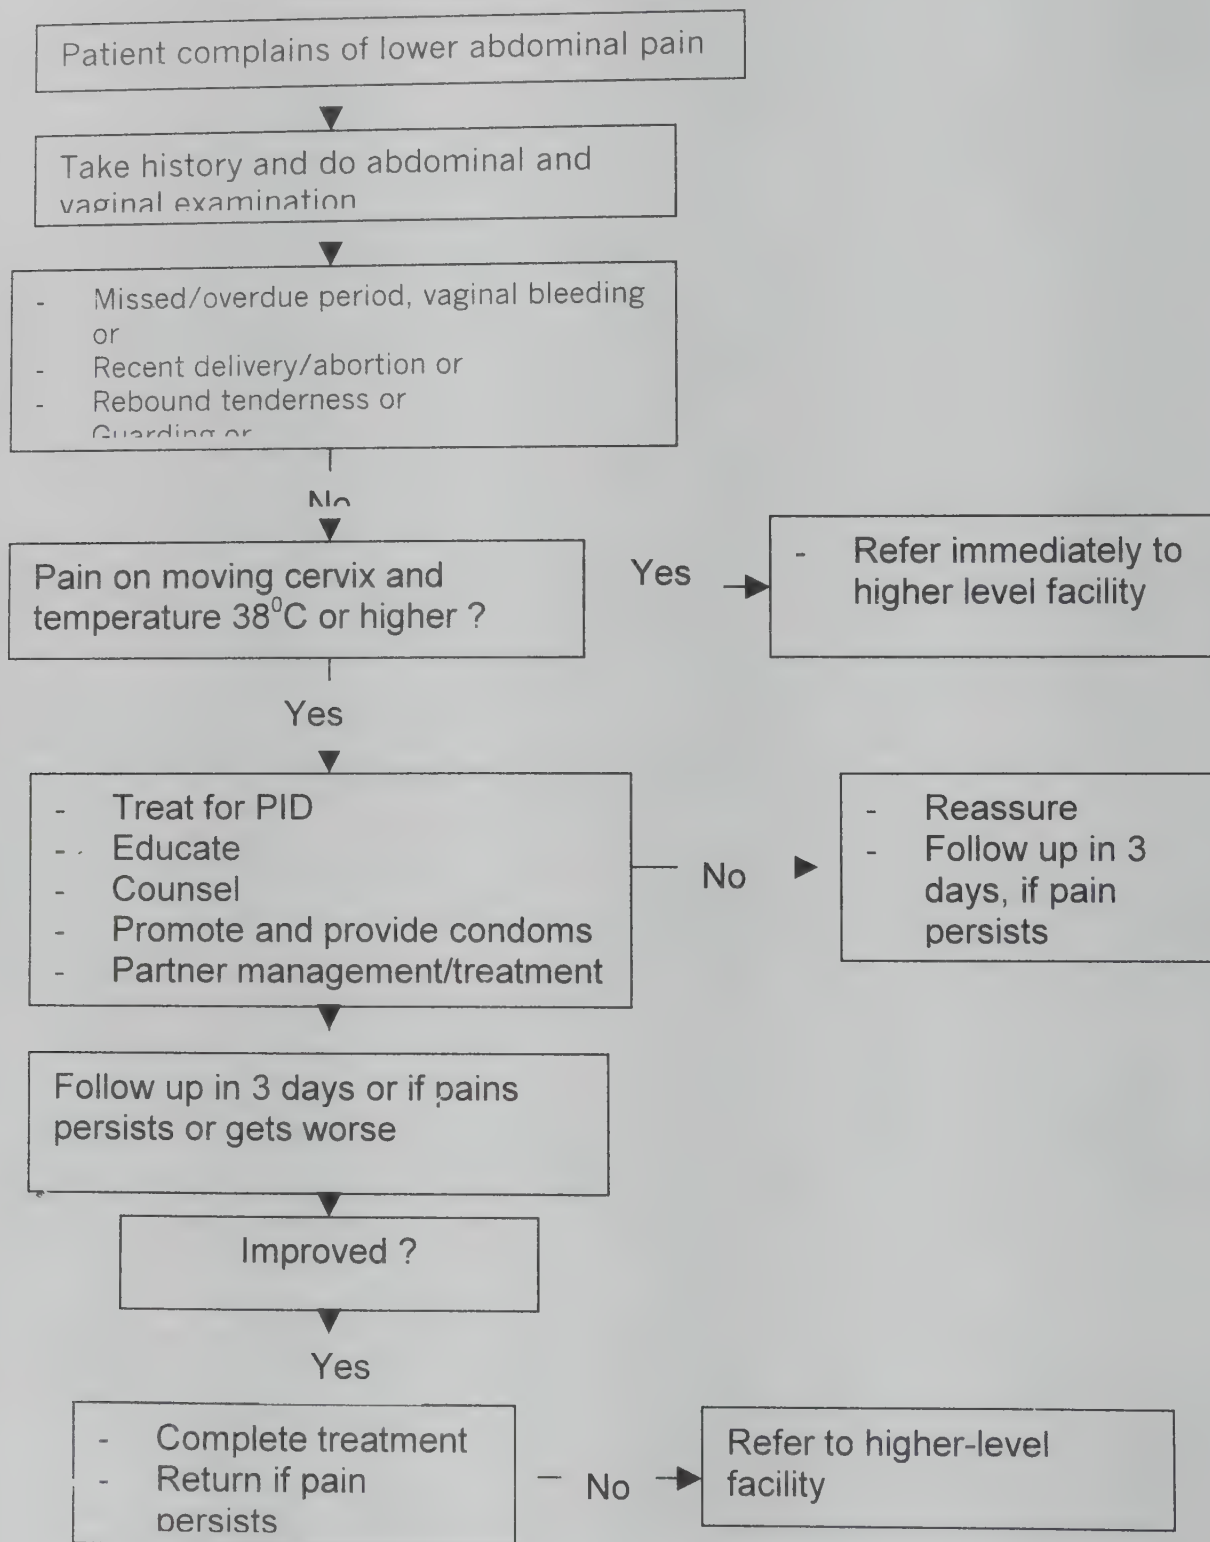 Patient complains of lower abdominal pain
Take history and do abdominal and
vaginal examination
- Missed/overdue period, vaginal bleeding
or
- Recent delivery/abortion or
- Rebound tenderness or
Guarding or
No
Pain on moving cervix and
temperature 38⁰C or higher ?
Yes
- Refer immediately to
higher level facility
Yes
- Treat for PID
- Educate
- Counsel
- Promote and provide condoms
- Partner management/treatment
No
- Reassure
- Follow up in 3
days, if pain
persists
Follow up in 3 days or if pains
persists or gets worse
Improved ?
Yes
- Complete treatment
- Return if pain
persists
No
Refer to higher-level
facility